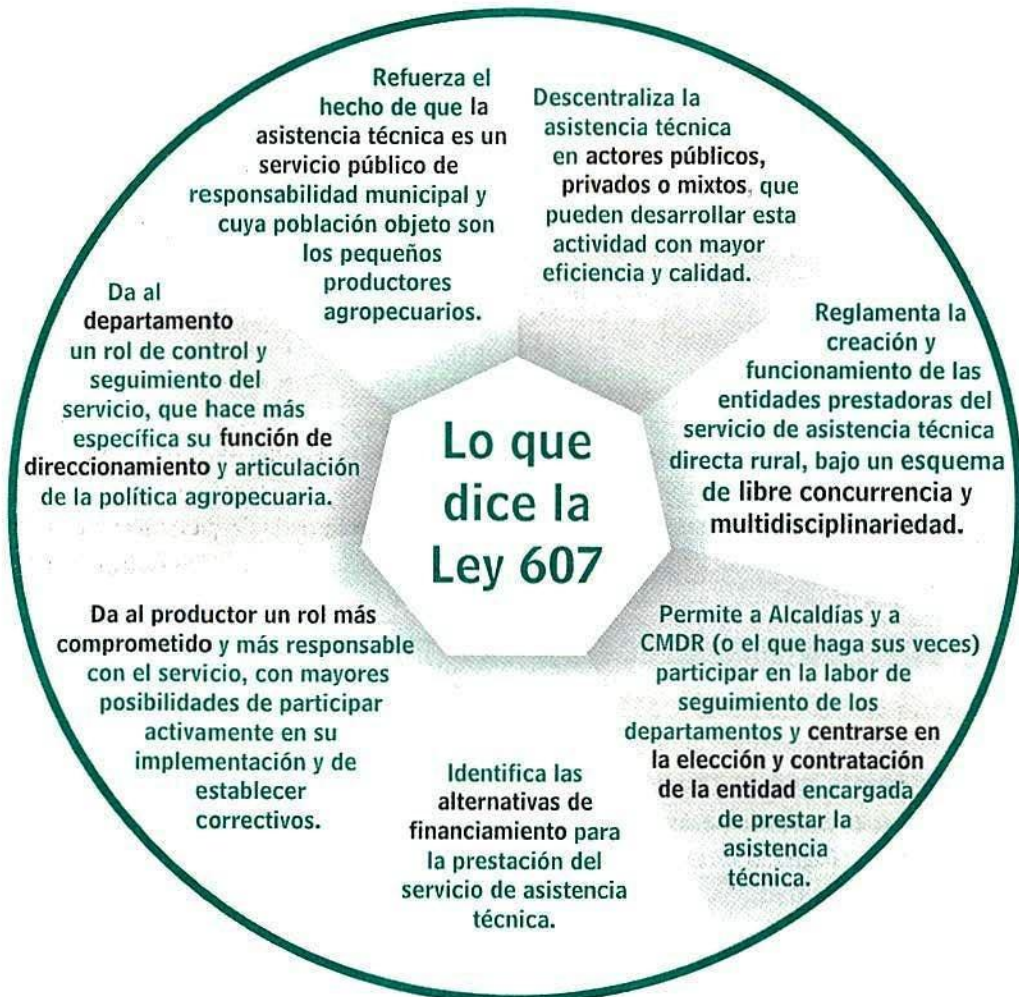 Lo que
dice la
Ley 607
Refuerza el
hecho de que la
asistencia técnica es un
servicio público de
responsabilidad municipal y
cuya población objeto son
los pequeños
productores
agropecuarios.
Descentraliza la
asistencia técnica
en actores públicos,
privados o mixtos, que
pueden desarrollar esta
actividad con mayor
eficiencia y calidad.
Reglamenta la
creación y
funcionamiento de las
entidades prestadoras del
servicio de asistencia técnica
directa rural, bajo un esquema
de libre concurrencia y
multidisciplinariedad.
Permite a Alcaldías y a
CMDR (o el que haga sus veces)
participar en la labor de
seguimiento de los
departamentos y centrarse en
la elección y contratación
de la entidad encargada
de prestar la
asistencia
técnica.
Identifica las
alternativas de
financiamiento para
la prestación del
servicio de asistencia
técnica.
Da al productor un rol más
comprometido y más responsable
con el servicio, con mayores
posibilidades de participar
activamente en su
implementación y de
establecer
correctivos.
Da al
departamento
un rol de control y
seguimiento del
servicio, que hace más
específica su función de
direccionamiento y articulación
de la política agropecuaria.